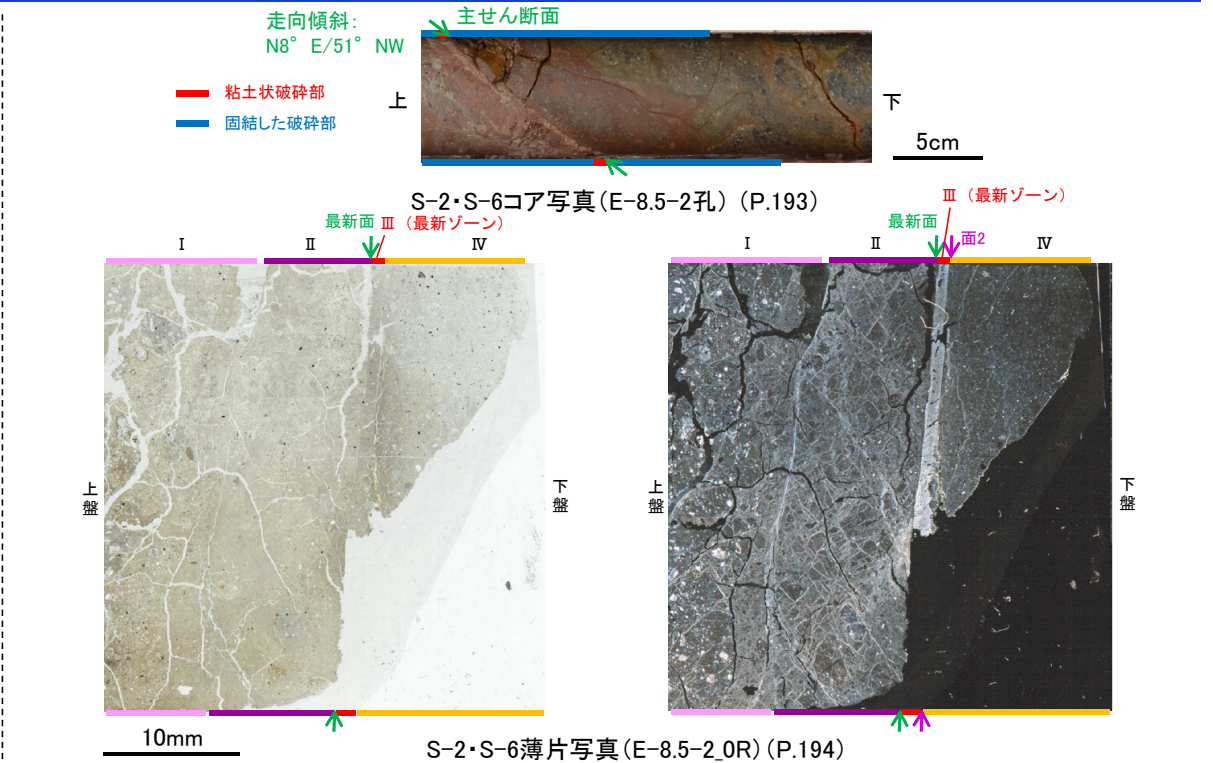 走向傾斜:
N8°E/51°NW
主せん断面
粘土状破砕部
固結した破砕部
上
下
5cm
S-2・S-6コア写真(E-8.5-2孔)(P.193)
最新面
Ⅲ(最新ゾーン)
Ⅰ
Ⅱ
Ⅳ
上盤
下盤
Ⅲ(最新ゾーン)
最新面
面2
Ⅰ
Ⅱ
Ⅳ
上盤
下盤
10mm
S-2・S-6薄片写真(E-8.5-2_0R)(P.194)